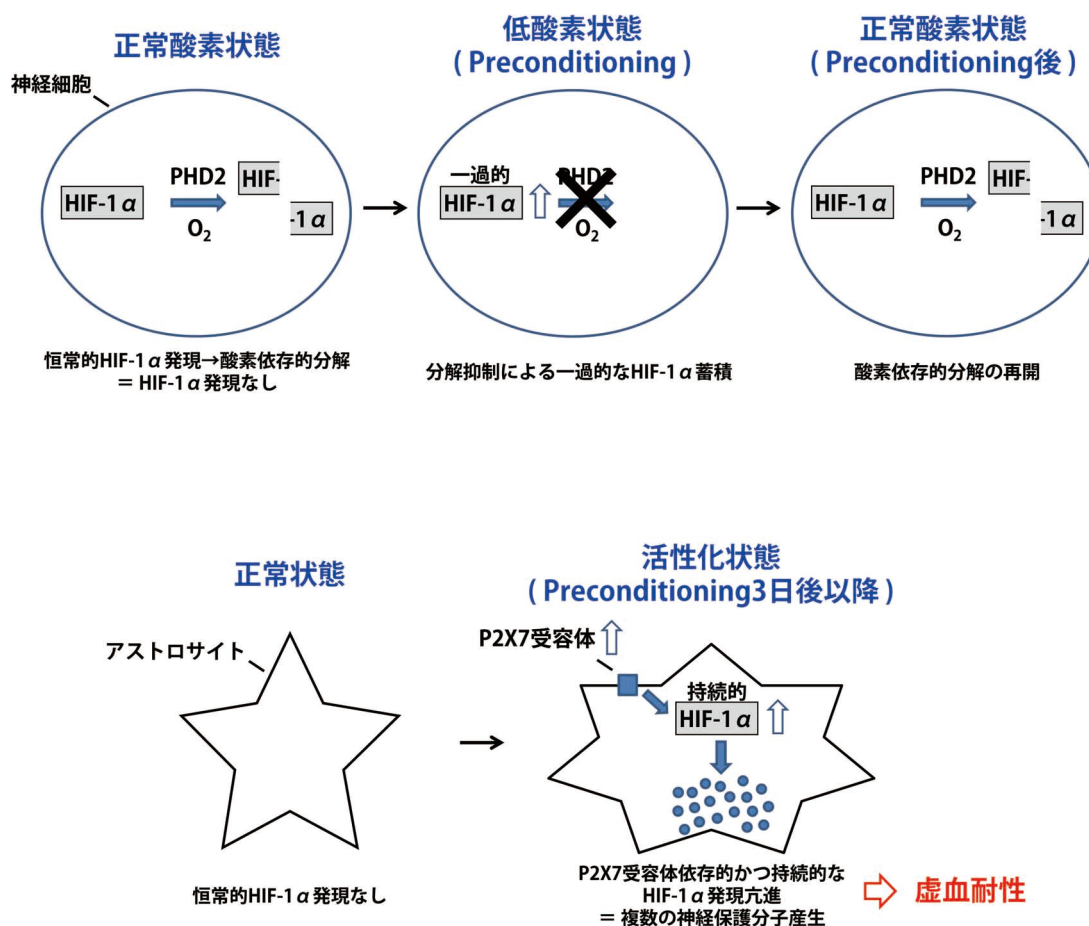 正常酸素状態
低酸素状態
( Preconditioning )
正常酸素状態
( Preconditioning後 )
神経細胞
HIF-1α
PHD2
O2
HIF-
-1α
一過的
HIF-1α
PHD2
O2
HIF-1α
PHD2
O2
HIF-
-1α
恒常的HIF-1α発現→酸素依存的分解
= HIF-1α発現なし
分解抑制による一過的なHIF-1α蓄積
酸素依存的分解の再開
正常状態
活性化状態
( Preconditioning3日後以降 )
アストロサイト
P2X7受容体
持続的
HIF-1α
恒常的HIF-1α発現なし
P2X7受容体依存的かつ持続的な
HIF-1α発現亢進
= 複数の神経保護分子産生
虚血耐性